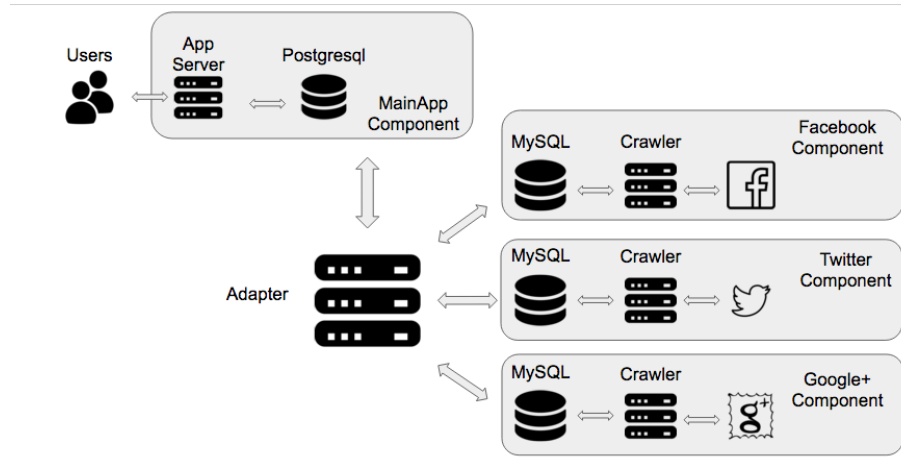 Users
App
Server
Postgresql
MainApp
Component
MySQL
Crawler
Facebook
Component
f
Adapter
MySQL
Crawler
Twitter
Component
MySQL
Crawler
Google+
Component
g+